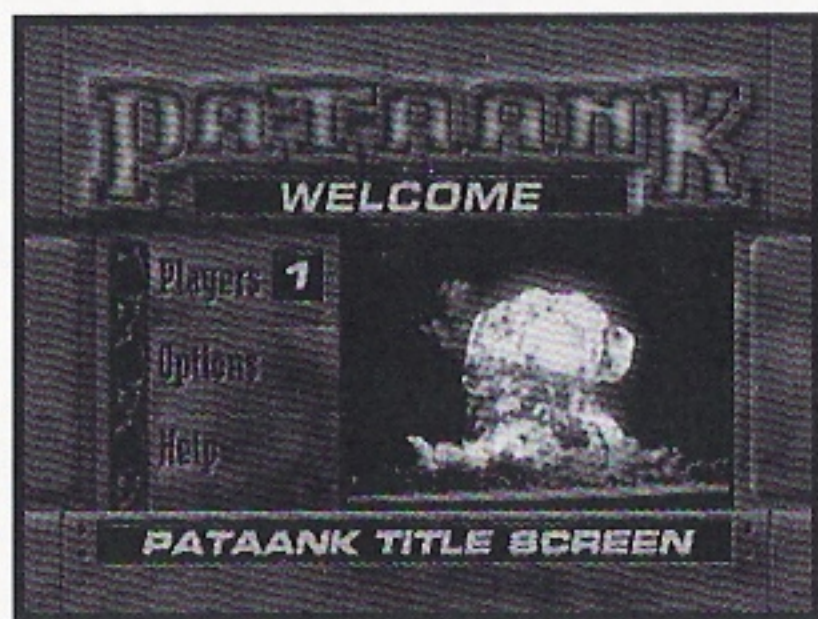 PATAANK
WELCOME
Players 1
Options
Help
PATAANK TITLE SCREEN